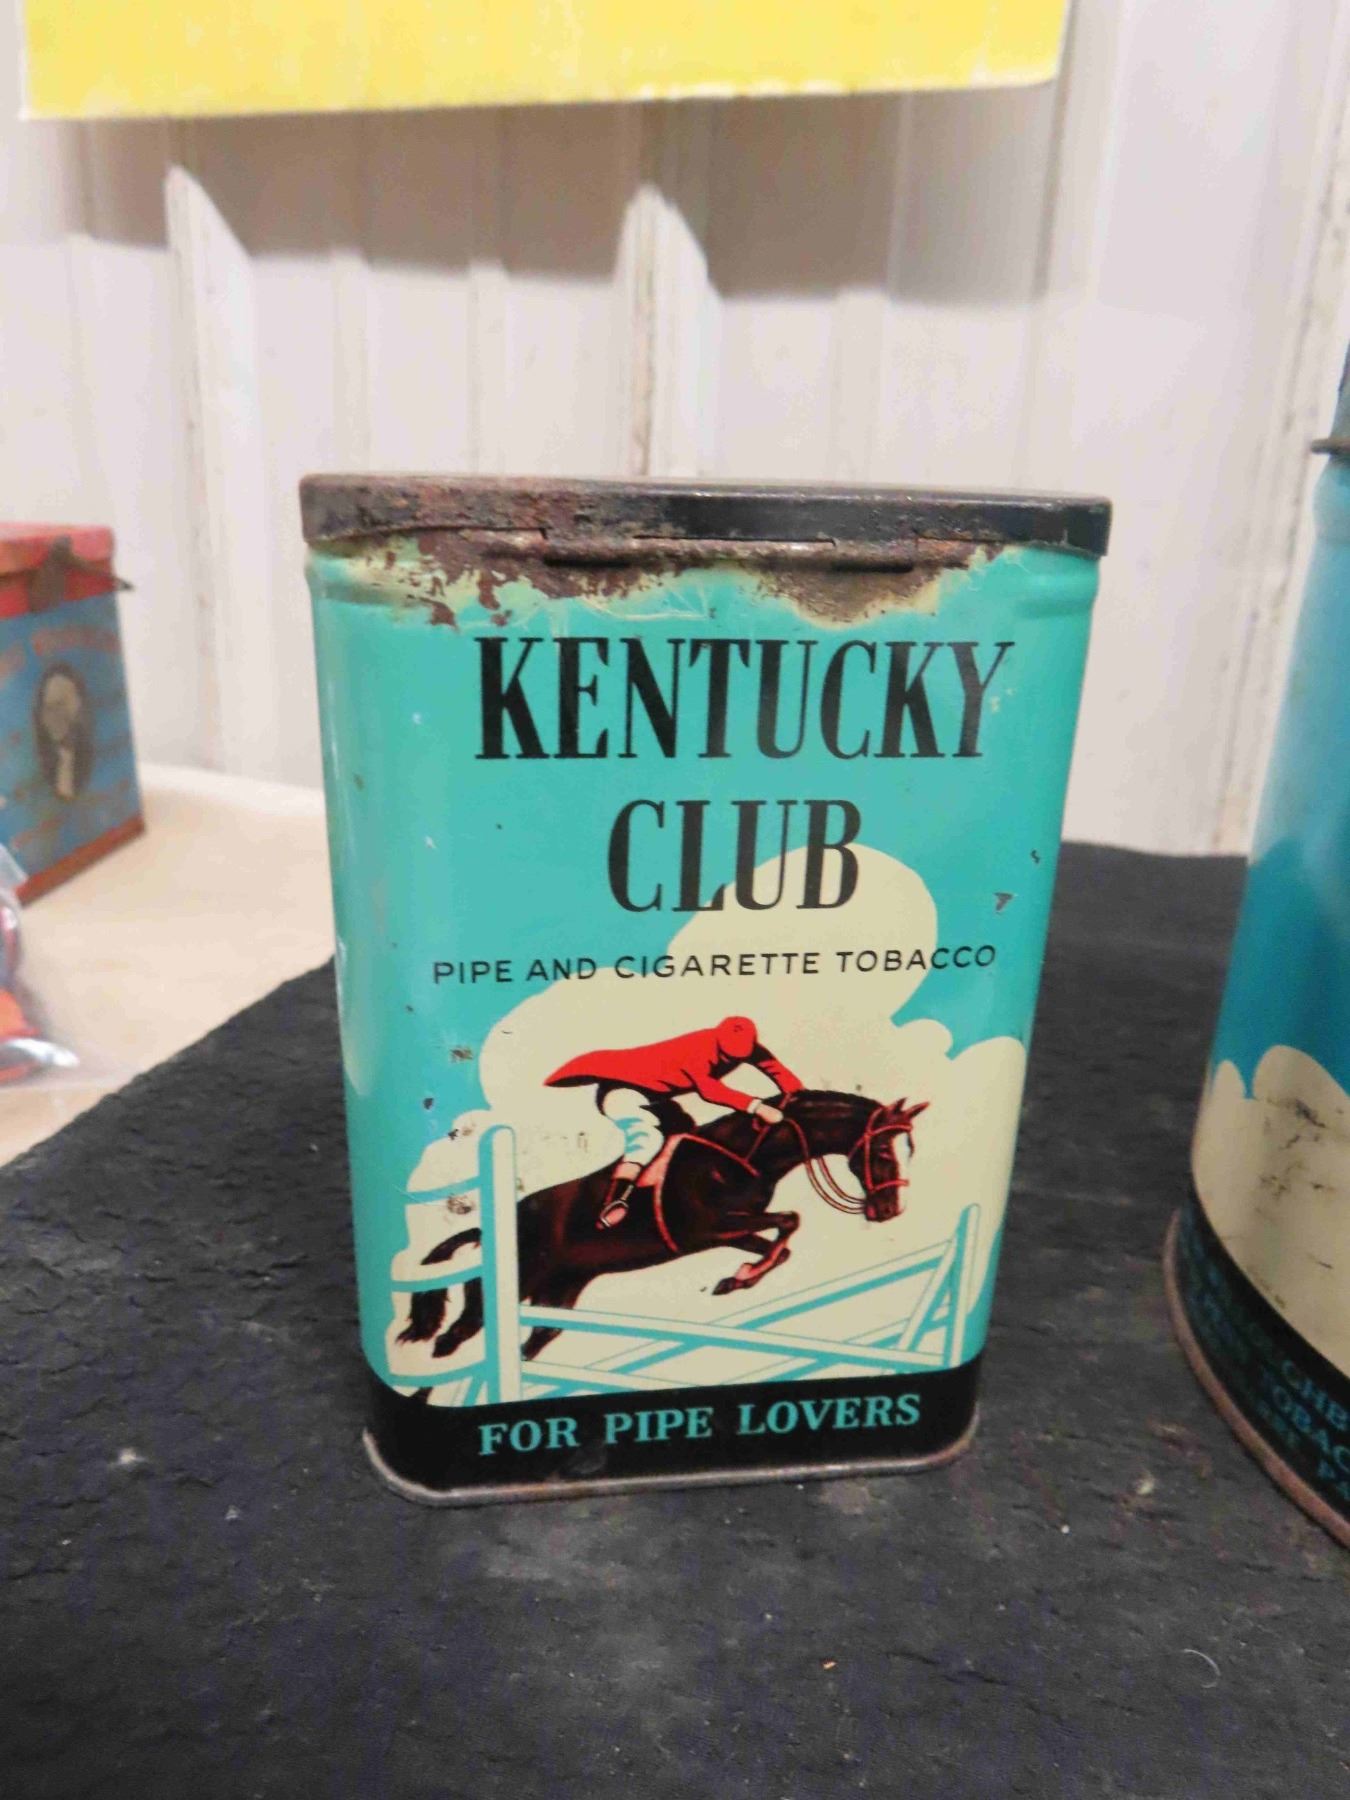 KENTUCKY
CLUB
PIPE AND CIGARETTE TOBACCO
FOR PIPE LOVERS